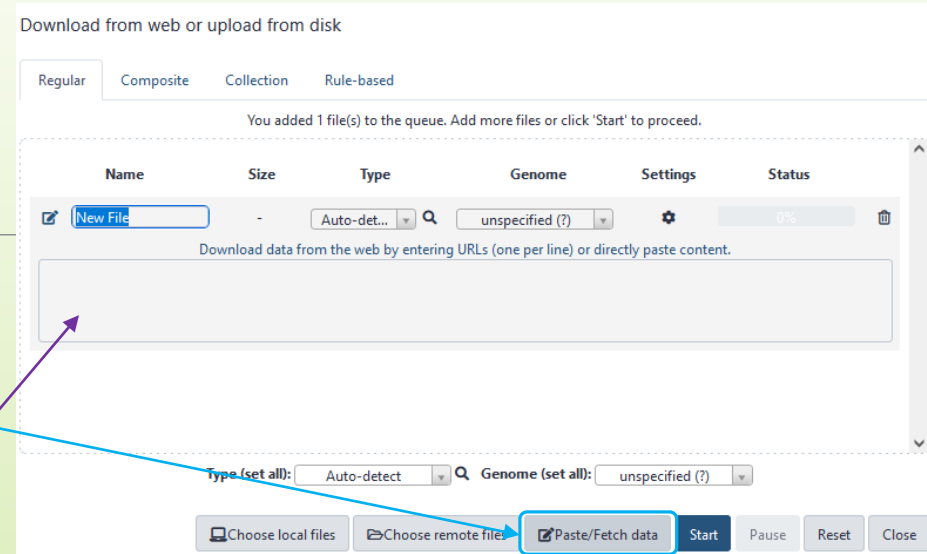 Download from web or upload from disk
Regular Composite Collection Rule-based
You added 1 file(s) to the queue. Add more files or click 'Start' to proceed.
Name Size Type Genome Settings Status
New File - Auto-det... unspecified (?) 0%
Download data from the web by entering URLs (one per line) or directly paste content.
Type (set all): Auto-detect Genome (set all): unspecified (?)
Choose local files Choose remote files Paste/Fetch data Start Pause Reset Close